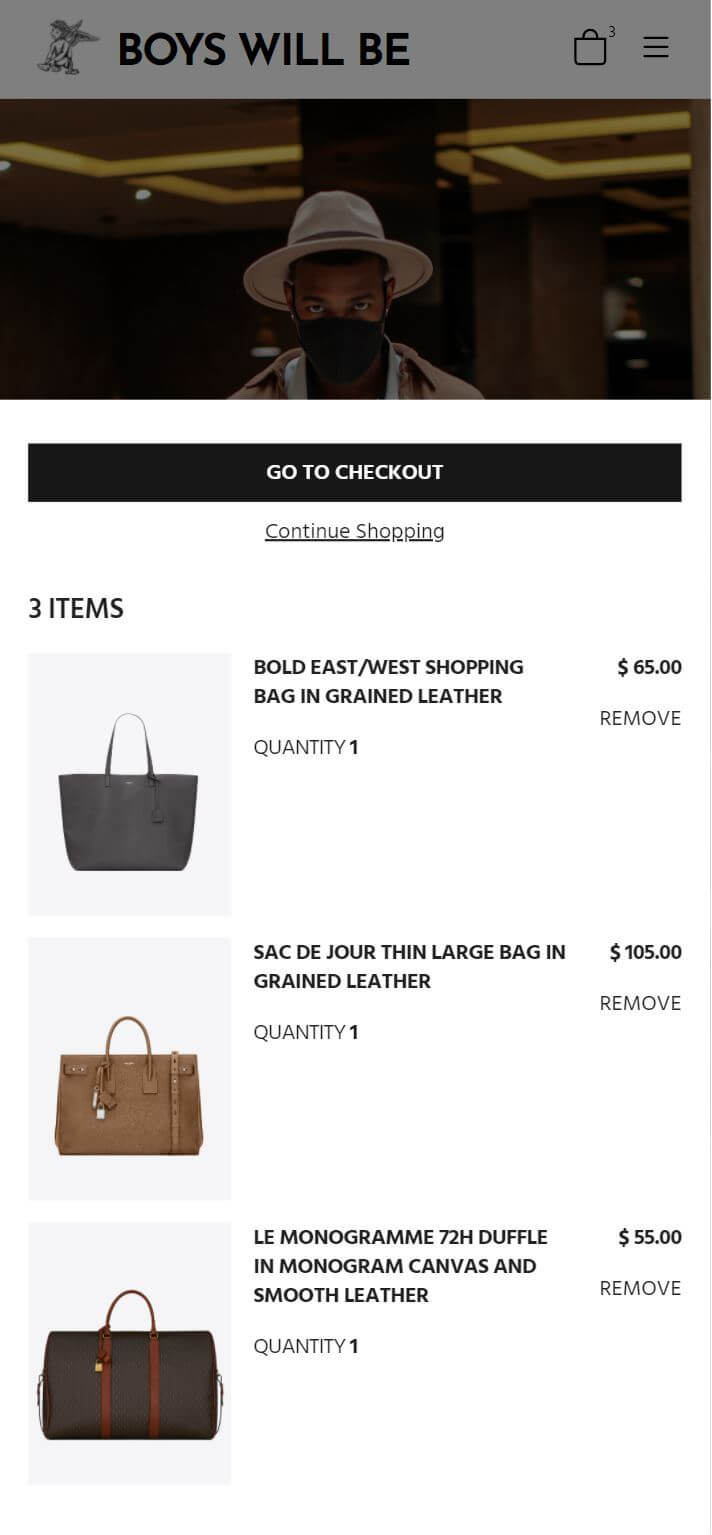 BOYS WILL BE
3
GO TO CHECKOUT
Continue Shopping
3 ITEMS
BOLD EAST/WEST SHOPPING
BAG IN GRAINED LEATHER
$ 65.00
REMOVE
QUANTITY 1
SAC DE JOUR THIN LARGE BAG IN
GRAINED LEATHER
$ 105.00
REMOVE
QUANTITY 1
LE MONOGRAMME 72H DUFFLE
IN MONOGRAM CANVAS AND
SMOOTH LEATHER
$ 55.00
REMOVE
QUANTITY 1